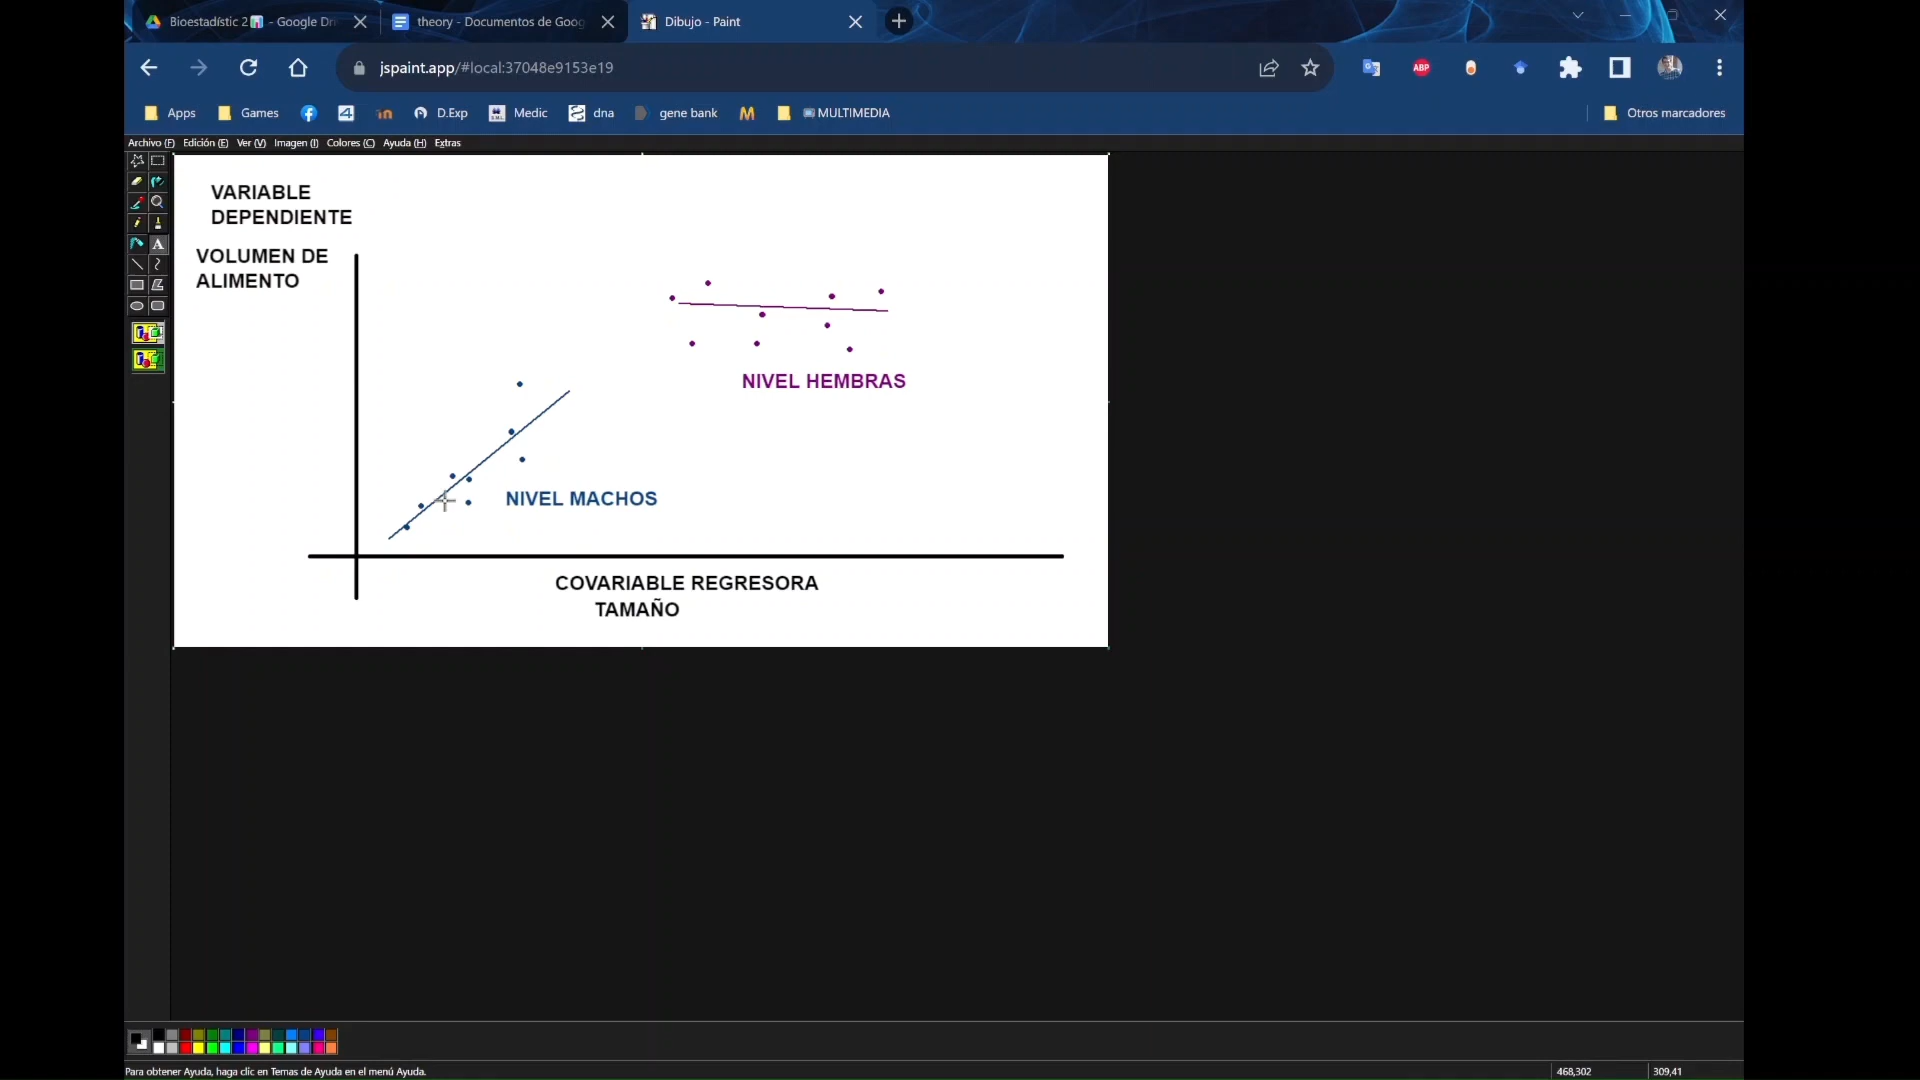 Bioestadístic 2 - Google Dri
theory - Documentos de Goog
Dibujo - Paint
jspaint.app/#local:37048e9153e19
ABP
Apps
Games
in
D.Exp
Medic
dna
gene bank
M
MULTIMEDIA
Otros marcadores
Archivo (F) Edición (E) Ver (V) Imagen (I) Colores (C) Ayuda (H) Extras
A
VARIABLE
DEPENDIENTE
VOLUMEN DE
ALIMENTO
NIVEL HEMBRAS
NIVEL MACHOS
COVARIABLE REGRESORA
TAMAÑO
Para obtener Ayuda, haga clic en Temas de Ayuda en el menú Ayuda.
468,302
309,41